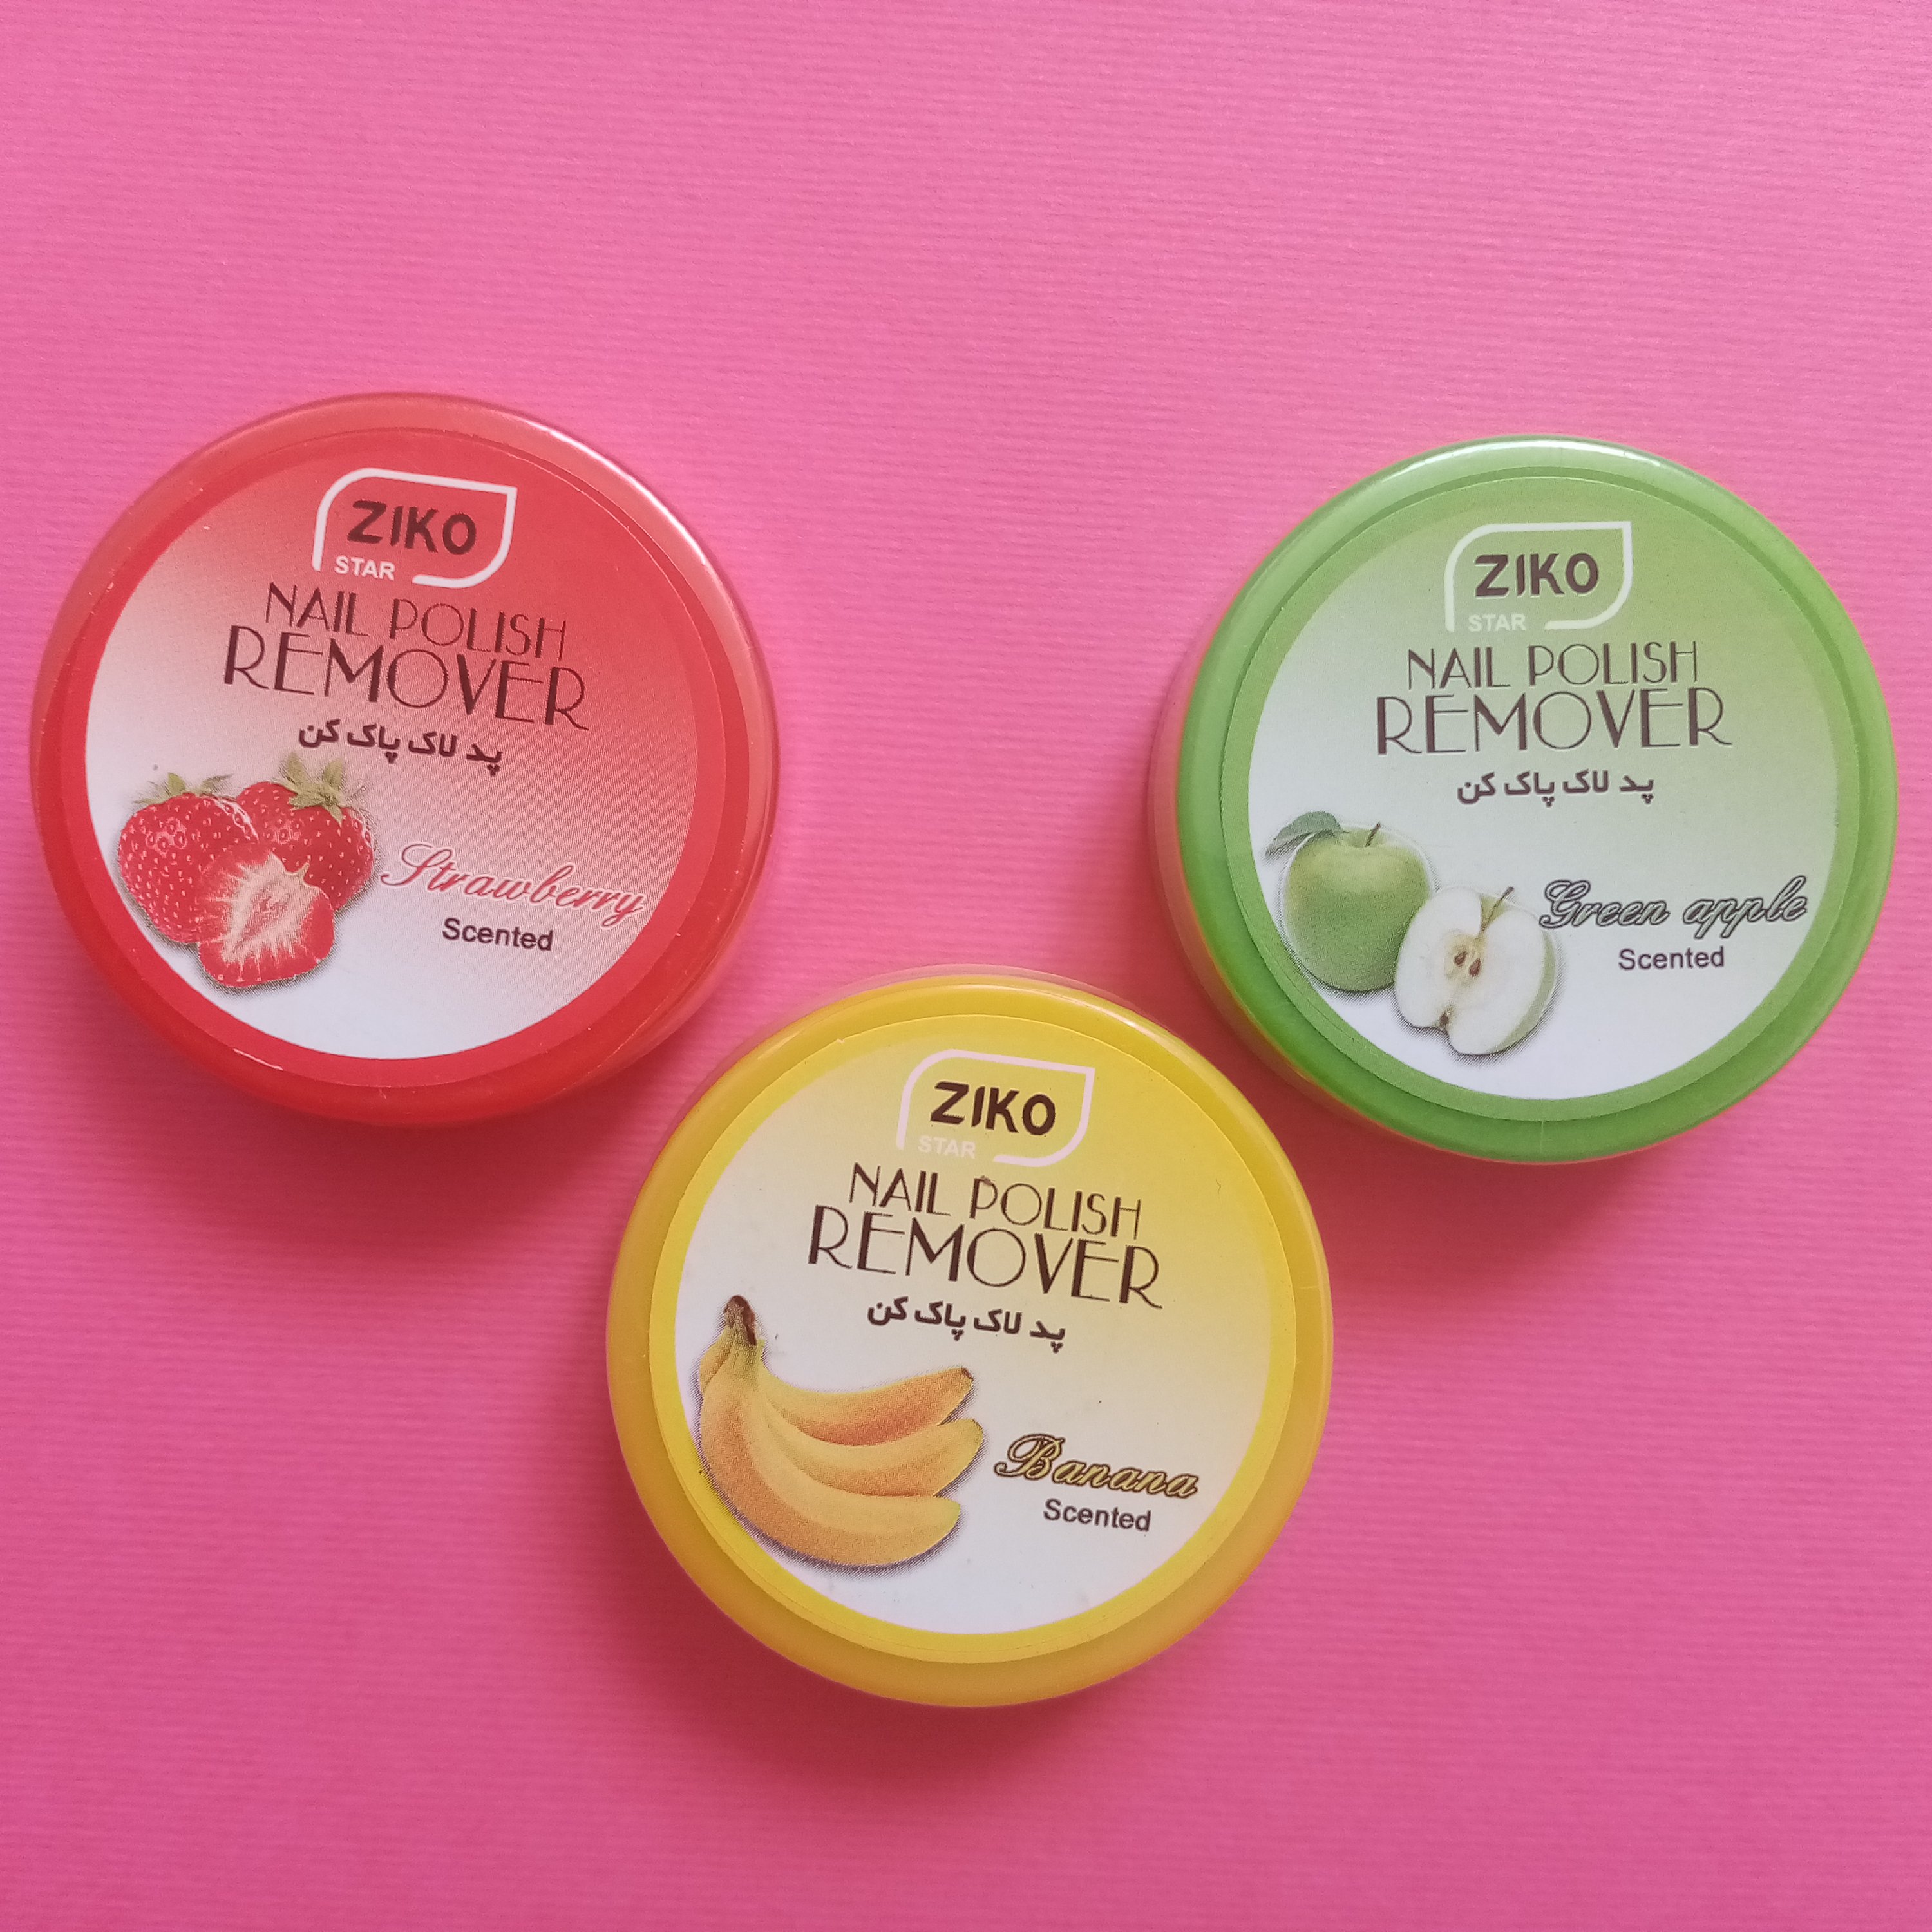 ZIKO
STAR
NAIL POLISH
REMOVER
پد لاک پاک کن
Strawberry
Scented
ZIKO
STAR
NAIL POLISH
REMOVER
پد لاک پاک کن
Green apple
Scented
ZIKO
STAR
NAIL POLISH
REMOVER
پد لاک پاک کن
Banana
Scented